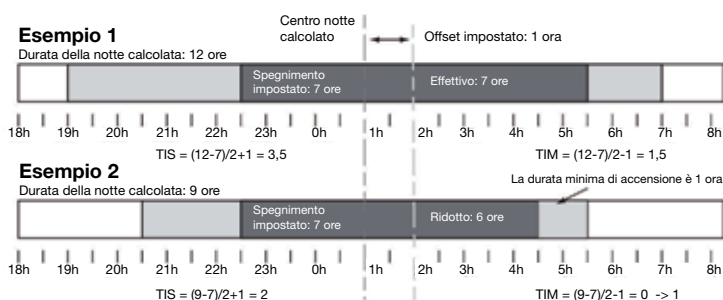 Centro notte
calcolato
Offset impostato: 1 ora
Esempio 1
Durata della notte calcolata: 12 ore
Spegnimento
impostato: 7 ore
Effettivo: 7 ore
18h 19h 20h 21h 22h 23h 0h 1h 2h 3h 4h 5h 6h 7h 8h
TIS = (12-7)/2+1 = 3,5
TIM = (12-7)/2-1 = 1,5
Esempio 2
Durata della notte calcolata: 9 ore
La durata minima di accensione è 1 ora
Spegnimento
impostato: 7 ore
Ridotto: 6 ore
18h 19h 20h 21h 22h 23h 0h 1h 2h 3h 4h 5h 6h 7h 8h
TIS = (9-7)/2+1 = 2
TIM = (9-7)/2-1 = 0 -> 1